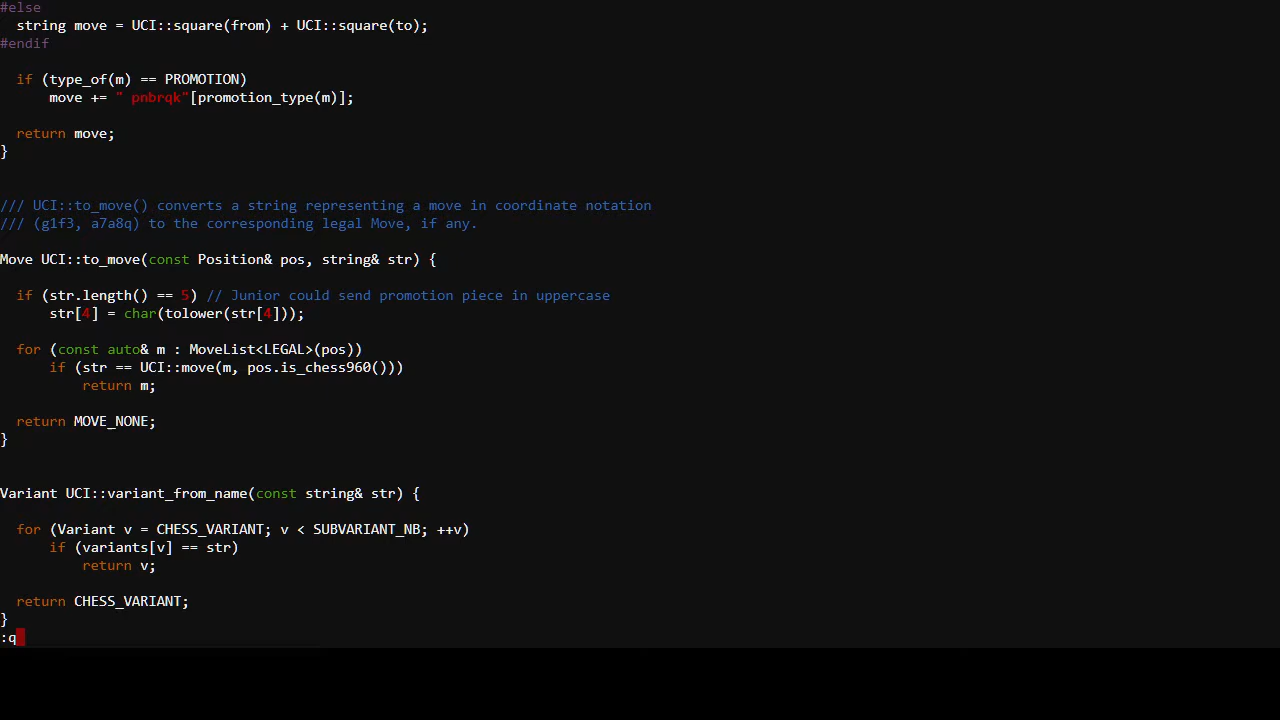 #else
  string move = UCI::square(from) + UCI::square(to);
#endif

  if (type_of(m) == PROMOTION)
      move += " pnbrqk"[promotion_type(m)];

  return move;
}


/// UCI::to_move() converts a string representing a move in coordinate notation
/// (g1f3, a7a8q) to the corresponding legal Move, if any.

Move UCI::to_move(const Position& pos, string& str) {

  if (str.length() == 5) // Junior could send promotion piece in uppercase
      str[4] = char(tolower(str[4]));

  for (const auto& m : MoveList<LEGAL>(pos))
      if (str == UCI::move(m, pos.is_chess960()))
          return m;

  return MOVE_NONE;
}


Variant UCI::variant_from_name(const string& str) {

  for (Variant v = CHESS_VARIANT; v < SUBVARIANT_NB; ++v)
      if (variants[v] == str)
          return v;

  return CHESS_VARIANT;
}
:q